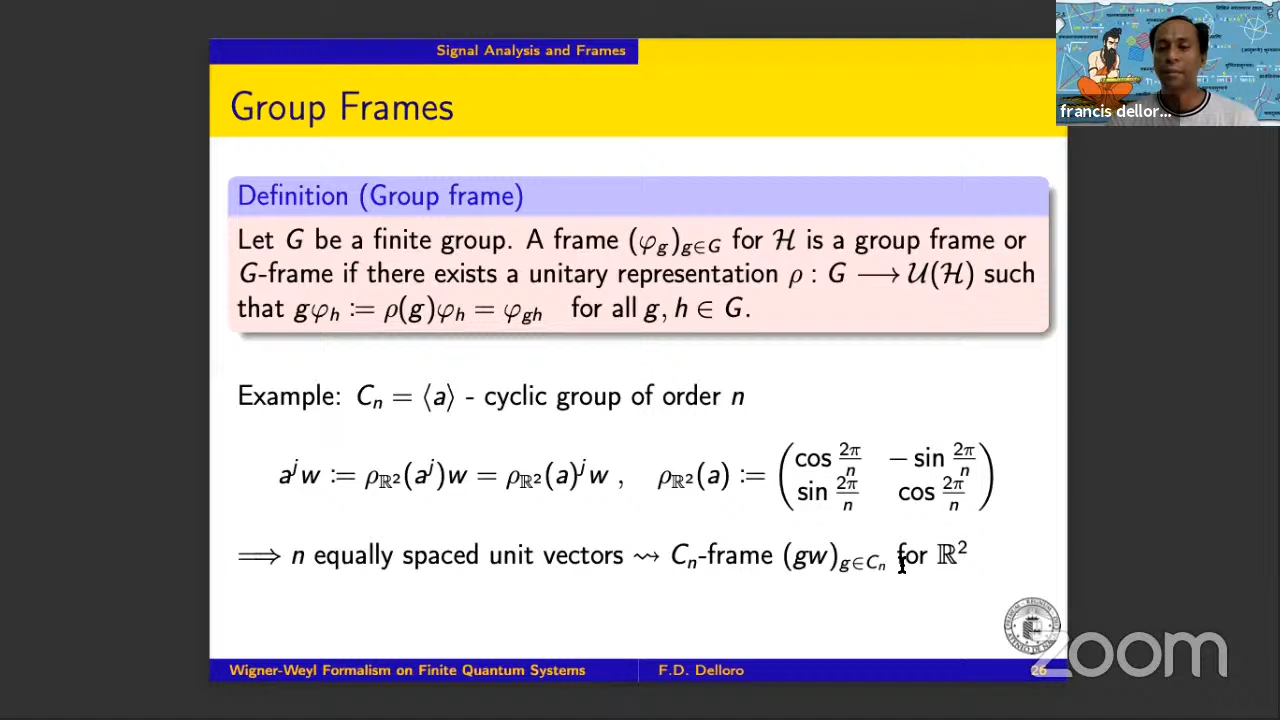 Signal Analysis and Frames
Group Frames
francis dellor...
Definition (Group frame)
Let G be a finite group. A frame (φ_g)_{g∈G} for ℋ is a group frame or
G-frame if there exists a unitary representation ρ : G ⟶ 𝒰(ℋ) such
that gφ_h := ρ(g)φ_h = φ_{gh} for all g, h ∈ G.
Example: C_n = ⟨a⟩ - cyclic group of order n
a^j w := ρ_{ℝ²}(a^j)w = ρ_{ℝ²}(a)^j w , ρ_{ℝ²}(a) := ( cos 2π/n − sin 2π/n
sin 2π/n cos 2π/n )
⟹ n equally spaced unit vectors ⇝ C_n-frame (gw)_{g∈C_n} for ℝ²
zoom
Wigner-Weyl Formalism on Finite Quantum Systems F.D. Delloro 26